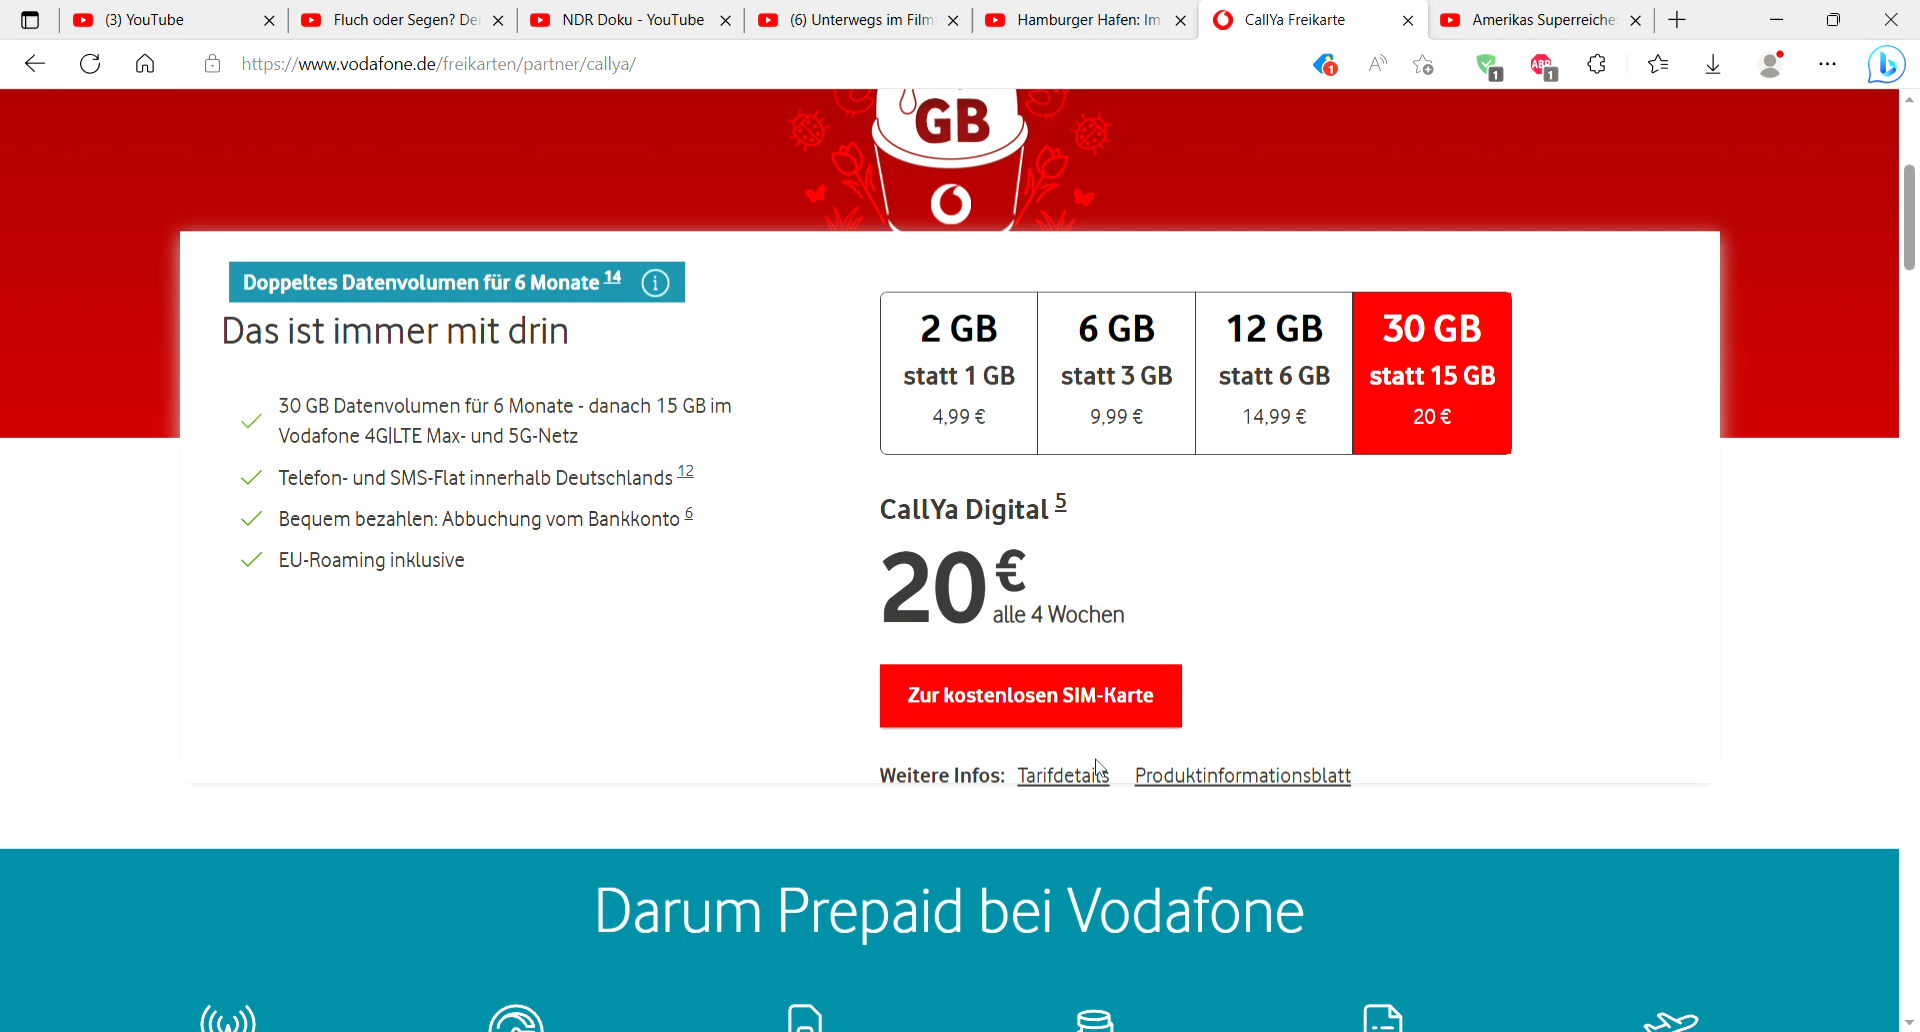 (3) YouTube
Fluch oder Segen? De
NDR Doku - YouTube
(6) Unterwegs im Film
Hamburger Hafen: Im
CallYa Freikarte
Amerikas Superreiche
https://www.vodafone.de/freikarten/partner/callya/
1
A
1
ABP
1
b
GB
Doppeltes Datenvolumen für 6 Monate 14
Das ist immer mit drin
30 GB Datenvolumen für 6 Monate - danach 15 GB im
Vodafone 4G|LTE Max- und 5G-Netz
Telefon- und SMS-Flat innerhalb Deutschlands 12
Bequem bezahlen: Abbuchung vom Bankkonto 6
EU-Roaming inklusive
2 GB
statt 1 GB
4,99 €
6 GB
statt 3 GB
9,99 €
12 GB
statt 6 GB
14,99 €
30 GB
statt 15 GB
20 €
CallYa Digital 5
20 €
alle 4 Wochen
Zur kostenlosen SIM-Karte
Weitere Infos: Tarifdetails Produktinformationsblatt
Darum Prepaid bei Vodafone